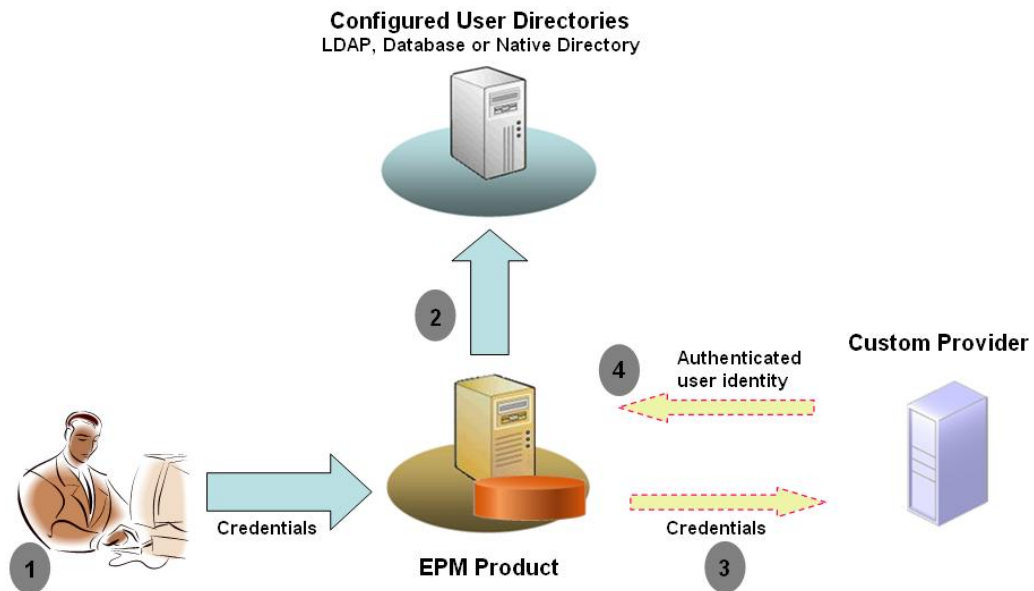 Configured User Directories
LDAP, Database or Native Directory
2
Custom Provider
4
Authenticated
user identity
Credentials
Credentials
1
EPM Product
3